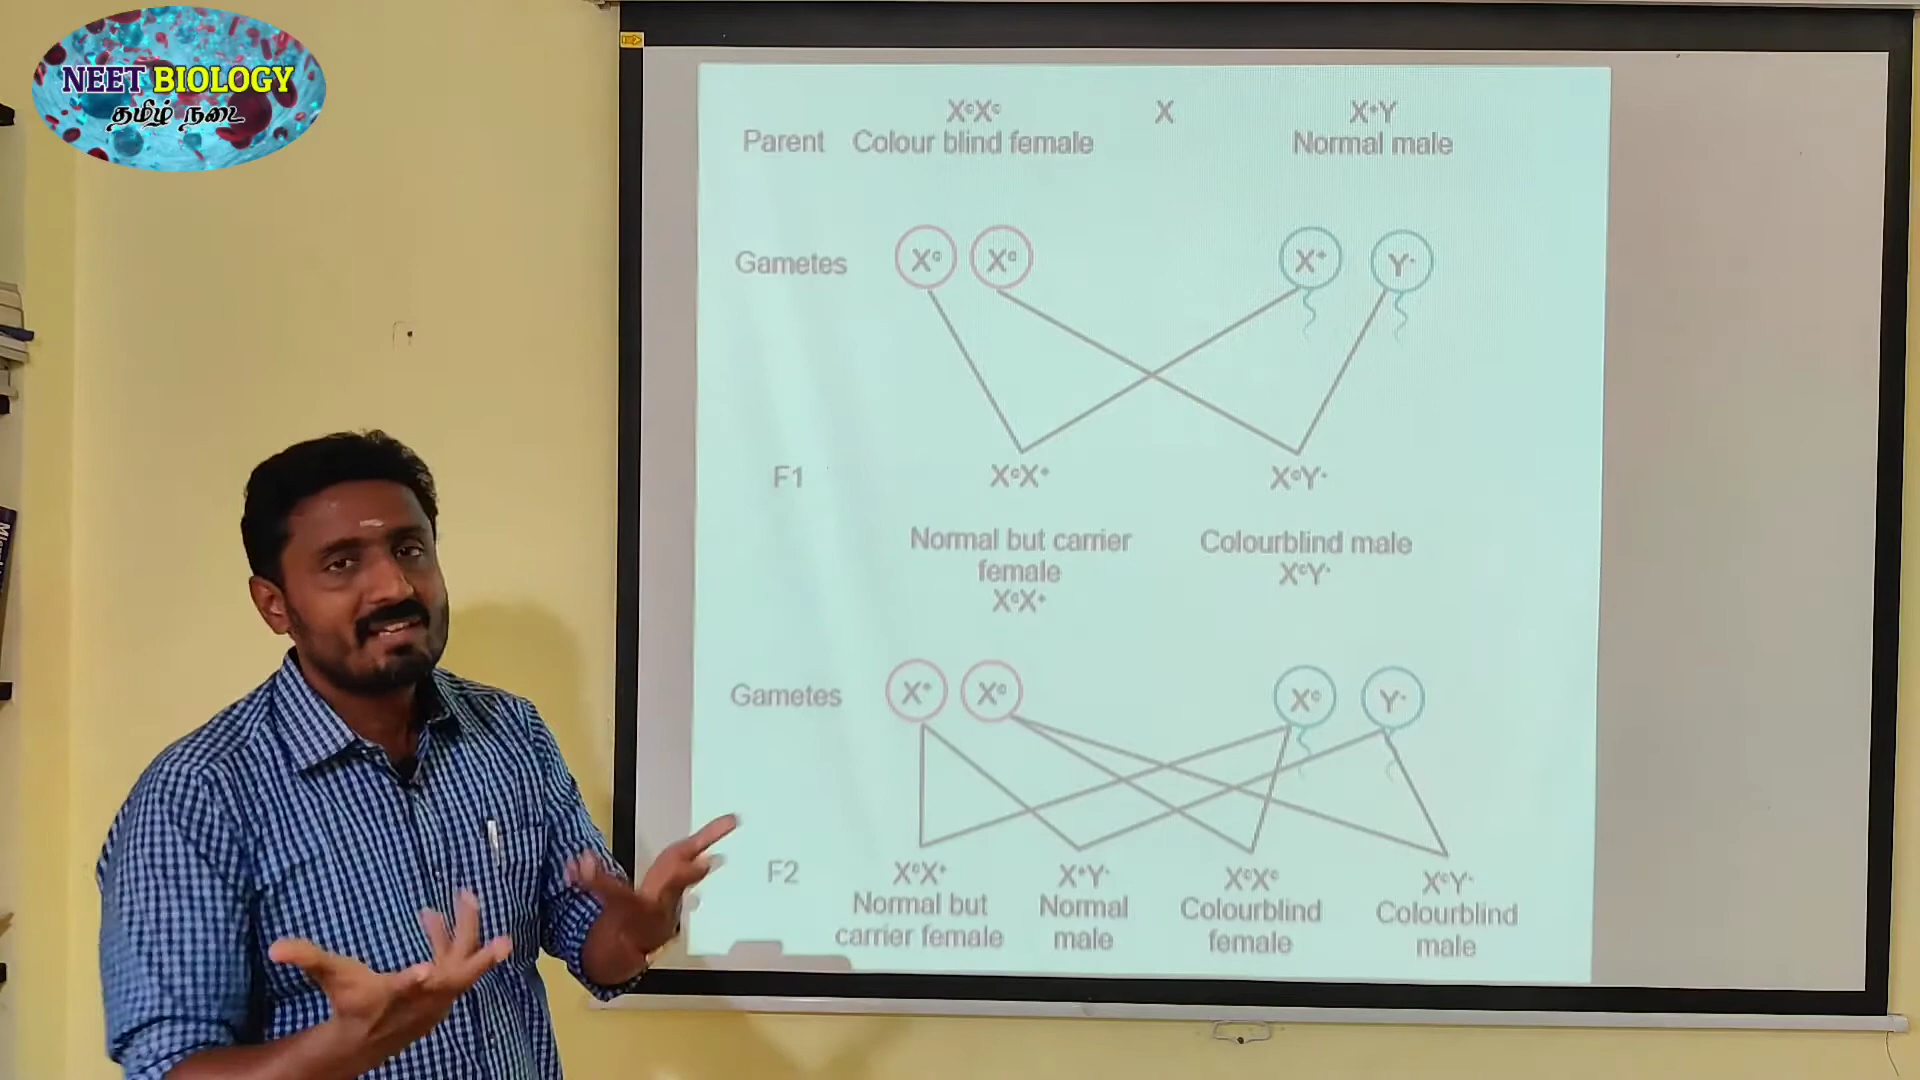 NEET BIOLOGY
தமிழ் நடை
XᶜXᶜ X X⁺Y
Parent Colour blind female Normal male
Gametes Xᶜ Xᶜ X⁺ Y⁻
F1 XᶜX⁺ XᶜY⁻
Normal but carrier female
XᶜX⁺
Colourblind male
XᶜY⁻
Gametes X⁺ Xᶜ Xᶜ Y⁻
F2 XᶜX⁺ X⁺Y⁻ XᶜXᶜ XᶜY⁻
Normal but
carrier female
Normal
male
Colourblind
female
Colourblind
male